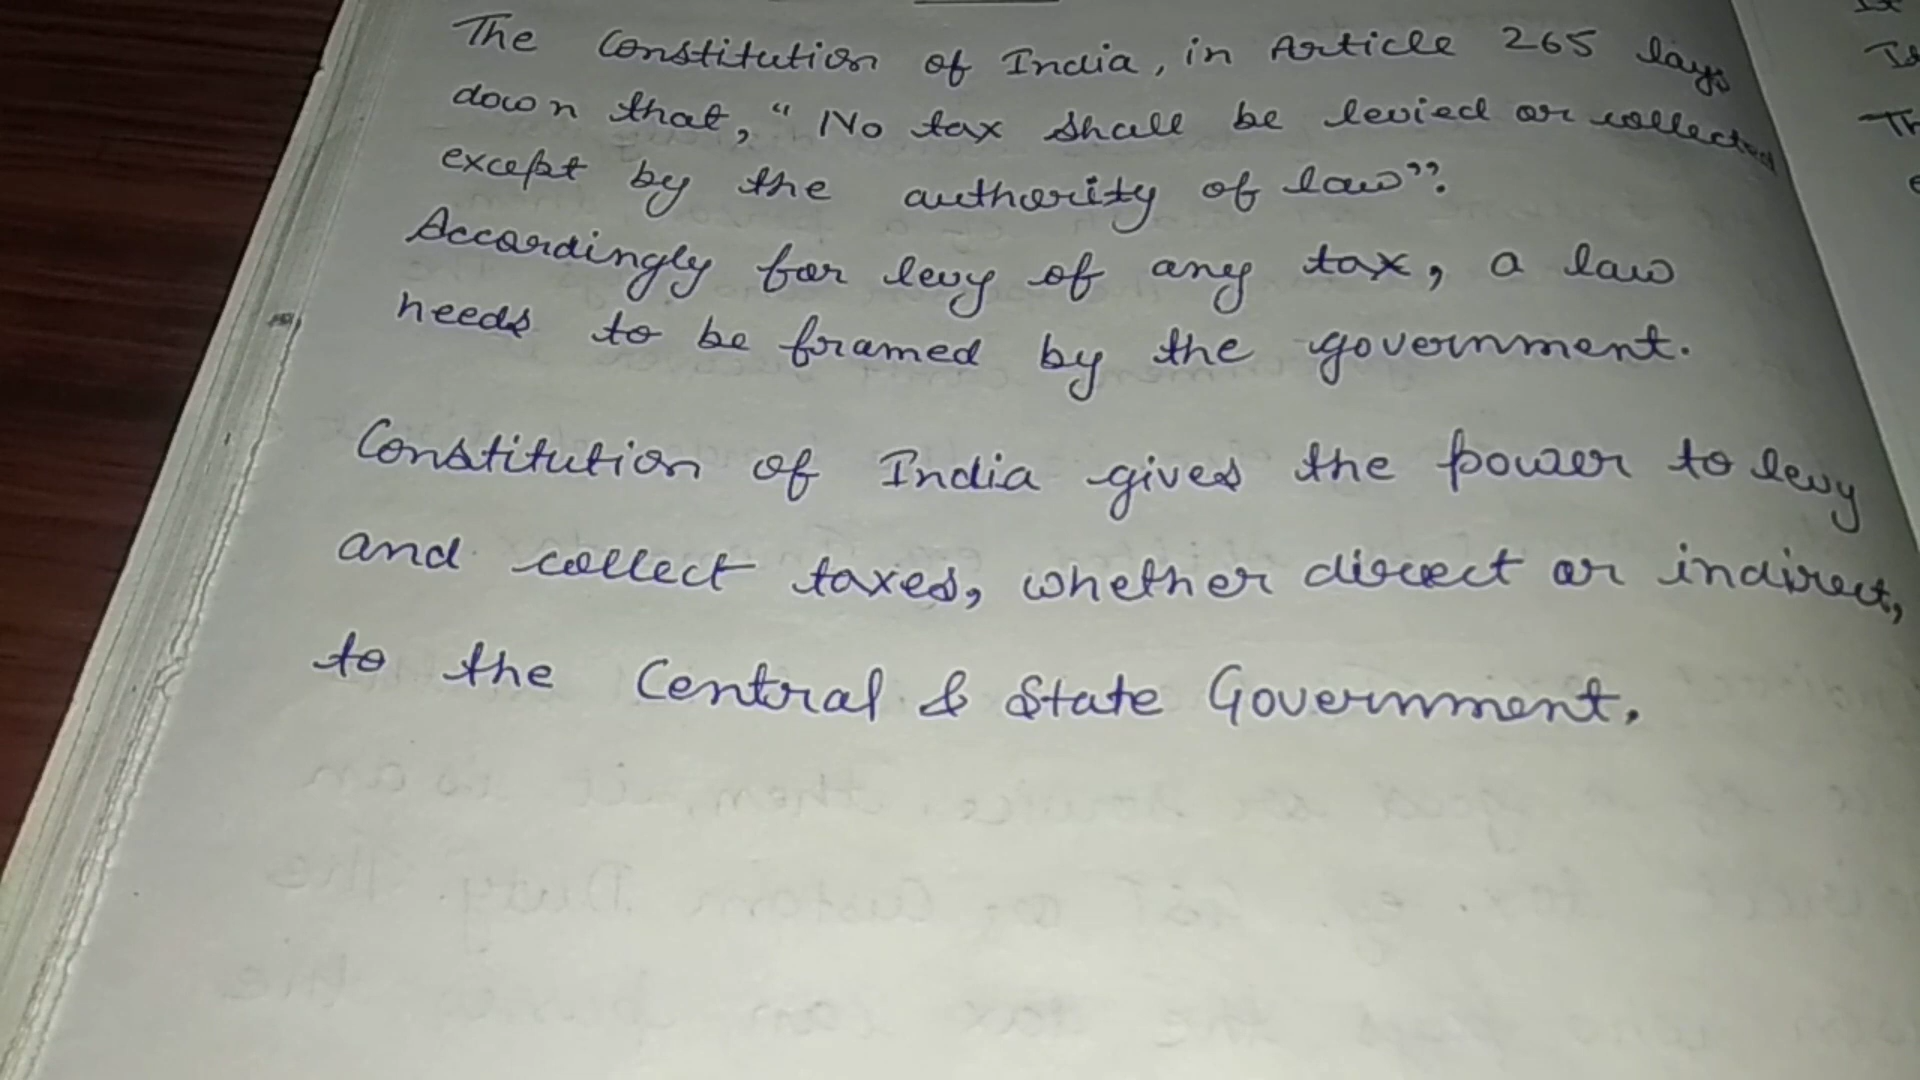 The Constitution of India, in Article 265 lays
down that, "No tax shall be levied or collected
except by the authority of law".
Accordingly for levy of any tax, a law
needs to be framed by the government.
Constitution of India gives the power to levy
and collect taxes, whether direct or indirect,
to the Central & State Government.